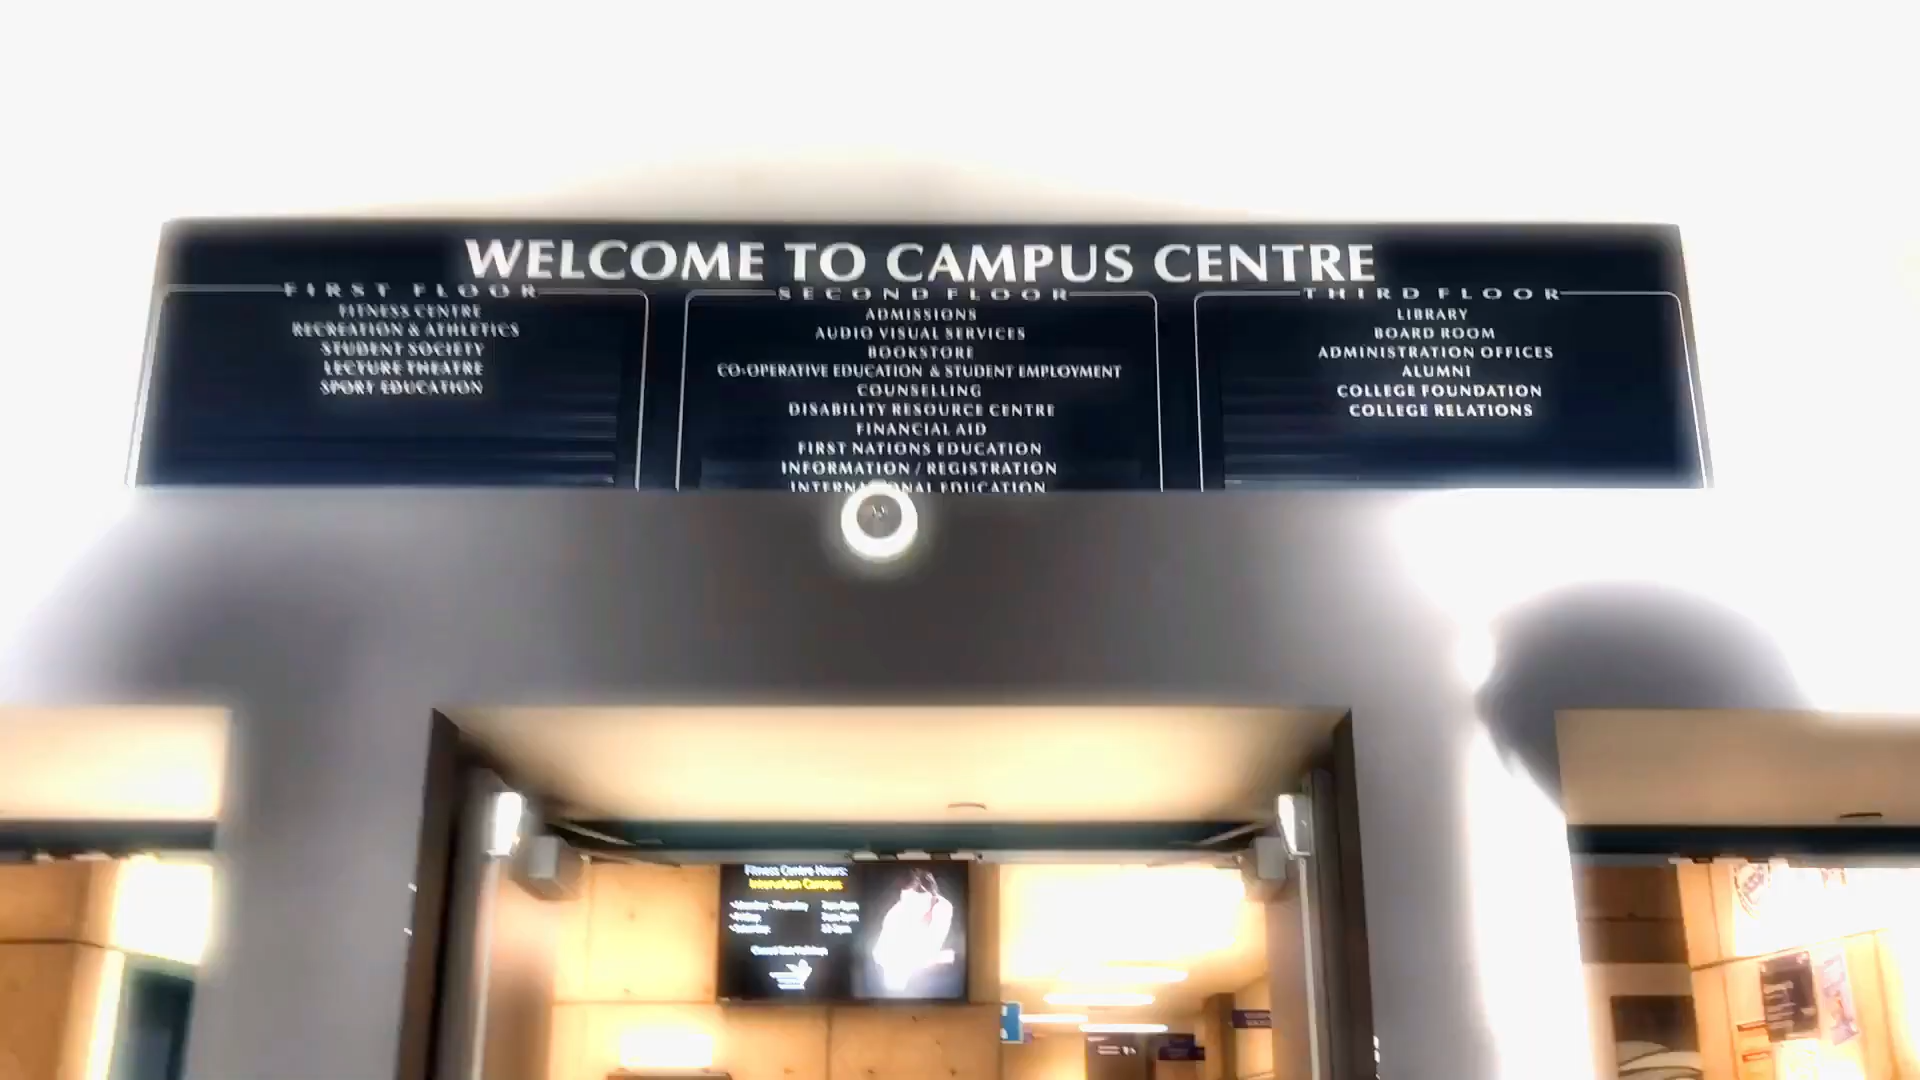 WELCOME TO CAMPUS CENTRE
FIRST FLOOR
FITNESS CENTRE
RECREATION & ATHLETICS
STUDENT SOCIETY
LECTURE THEATRE
SPORT EDUCATION
SECOND FLOOR
ADMISSIONS
AUDIO VISUAL SERVICES
BOOKSTORE
CO-OPERATIVE EDUCATION & STUDENT EMPLOYMENT
COUNSELLING
DISABILITY RESOURCE CENTRE
FINANCIAL AID
FIRST NATIONS EDUCATION
INFORMATION / REGISTRATION
INTERNATIONAL EDUCATION
THIRD FLOOR
LIBRARY
BOARD ROOM
ADMINISTRATION OFFICES
ALUMNI
COLLEGE FOUNDATION
COLLEGE RELATIONS
Fitness Centre Hours:
Interurban Campus